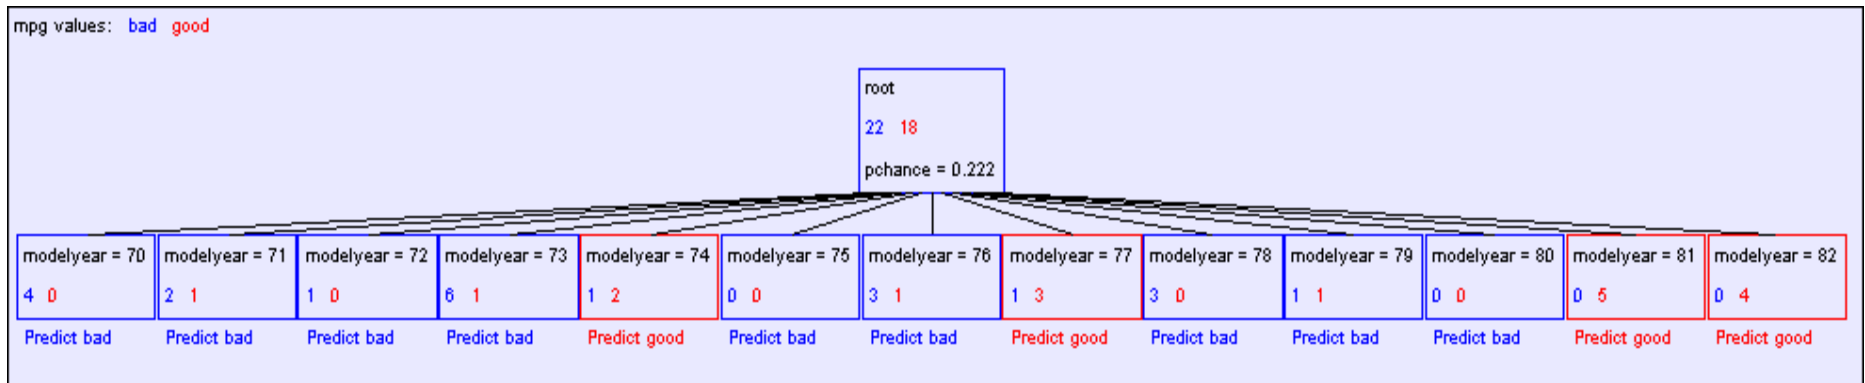 mpg values: bad good
root
22 18
pchance = 0.222
modelyear = 70 modelyear = 71 modelyear = 72 modelyear = 73 modelyear = 74 modelyear = 75 modelyear = 76 modelyear = 77 modelyear = 78 modelyear = 79 modelyear = 80 modelyear = 81 modelyear = 82
4 0 2 1 1 0 6 1 1 2 0 0 3 1 1 3 3 0 1 1 0 0 0 5 0 4
Predict bad Predict bad Predict bad Predict bad Predict good Predict bad Predict bad Predict good Predict bad Predict bad Predict bad Predict good Predict good